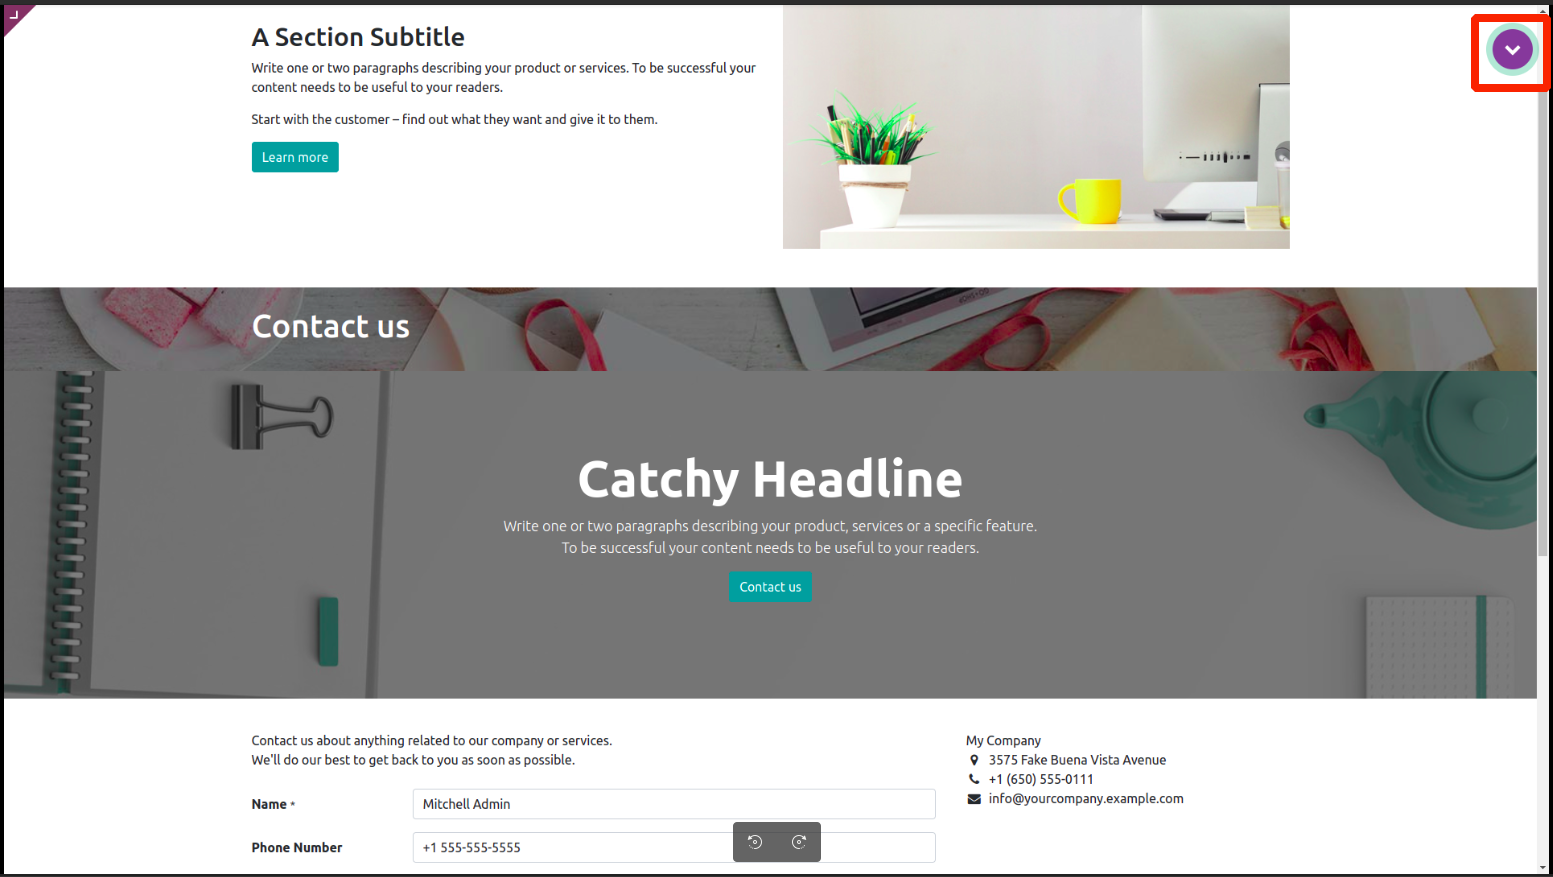 A Section Subtitle
Write one or two paragraphs describing your product or services. To be successful your
content needs to be useful to your readers.
Start with the customer – find out what they want and give it to them.
Learn more
Contact us
Catchy Headline
Write one or two paragraphs describing your product, services or a specific feature.
To be successful your content needs to be useful to your readers.
Contact us
Contact us about anything related to our company or services.
We'll do our best to get back to you as soon as possible.
My Company
3575 Fake Buena Vista Avenue
+1 (650) 555-0111
info@yourcompany.example.com
Name *
Mitchell Admin
Phone Number
+1 555-555-5555